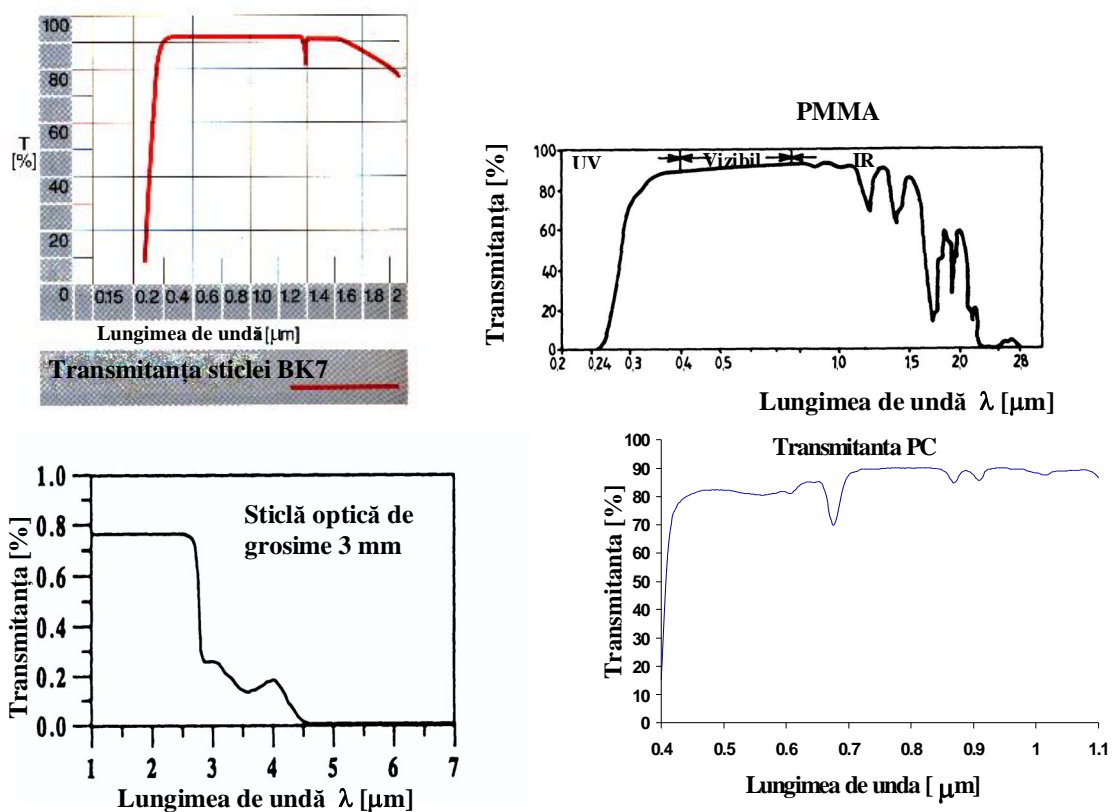 100
80
60
40
20
0
T
[%]
0.15 0.2 0.4 0.6 0.8 1.0 1.2 1.4 1.6 1.8 2
Lungimea de undă [μm]
Transmitanţa sticlei BK7
PMMA
Transmitanţa [%]
100
80
60
40
20
0
UV Vizibil IR
0,2 0,24 0,3 0,4 0,5 1,0 1,5 2,0 2,8
Lungimea de undă λ [μm]
Transmitanţa [%]
1.0
0.8
0.6
0.4
0.2
0.0
Sticlă optică de
grosime 3 mm
1 2 3 4 5 6 7
Lungimea de undă λ [μm]
Transmitanta PC
Transmitanta [%]
100
90
80
70
60
50
40
30
20
10
0
0.4 0.5 0.6 0.7 0.8 0.9 1 1.1
Lungimea de unda [ μm]